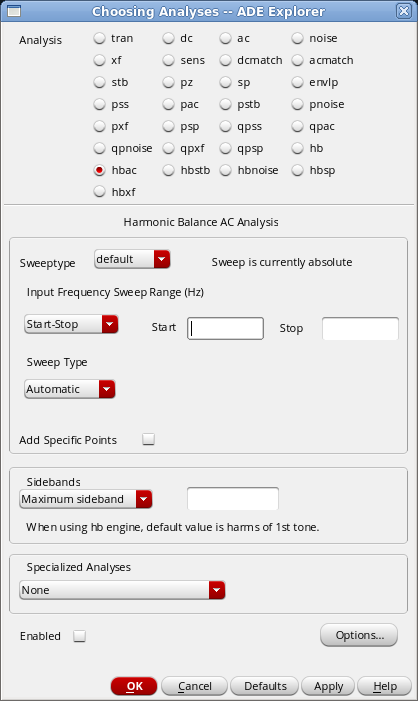 Choosing Analyses -- ADE Explorer
Analysis tran dc ac noise
xf sens dcmatch acmatch
stb pz sp envlp
pss pac pstb pnoise
pxf psp qpss qpac
qpnoise qpxf qpsp hb
hbac hbstb hbnoise hbsp
hbxf
Harmonic Balance AC Analysis
Sweeptype default Sweep is currently absolute
Input Frequency Sweep Range (Hz)
Start-Stop Start Stop
Sweep Type
Automatic
Add Specific Points
Sidebands
Maximum sideband
When using hb engine, default value is harms of 1st tone.
Specialized Analyses
None
Enabled Options...
OK Cancel Defaults Apply Help